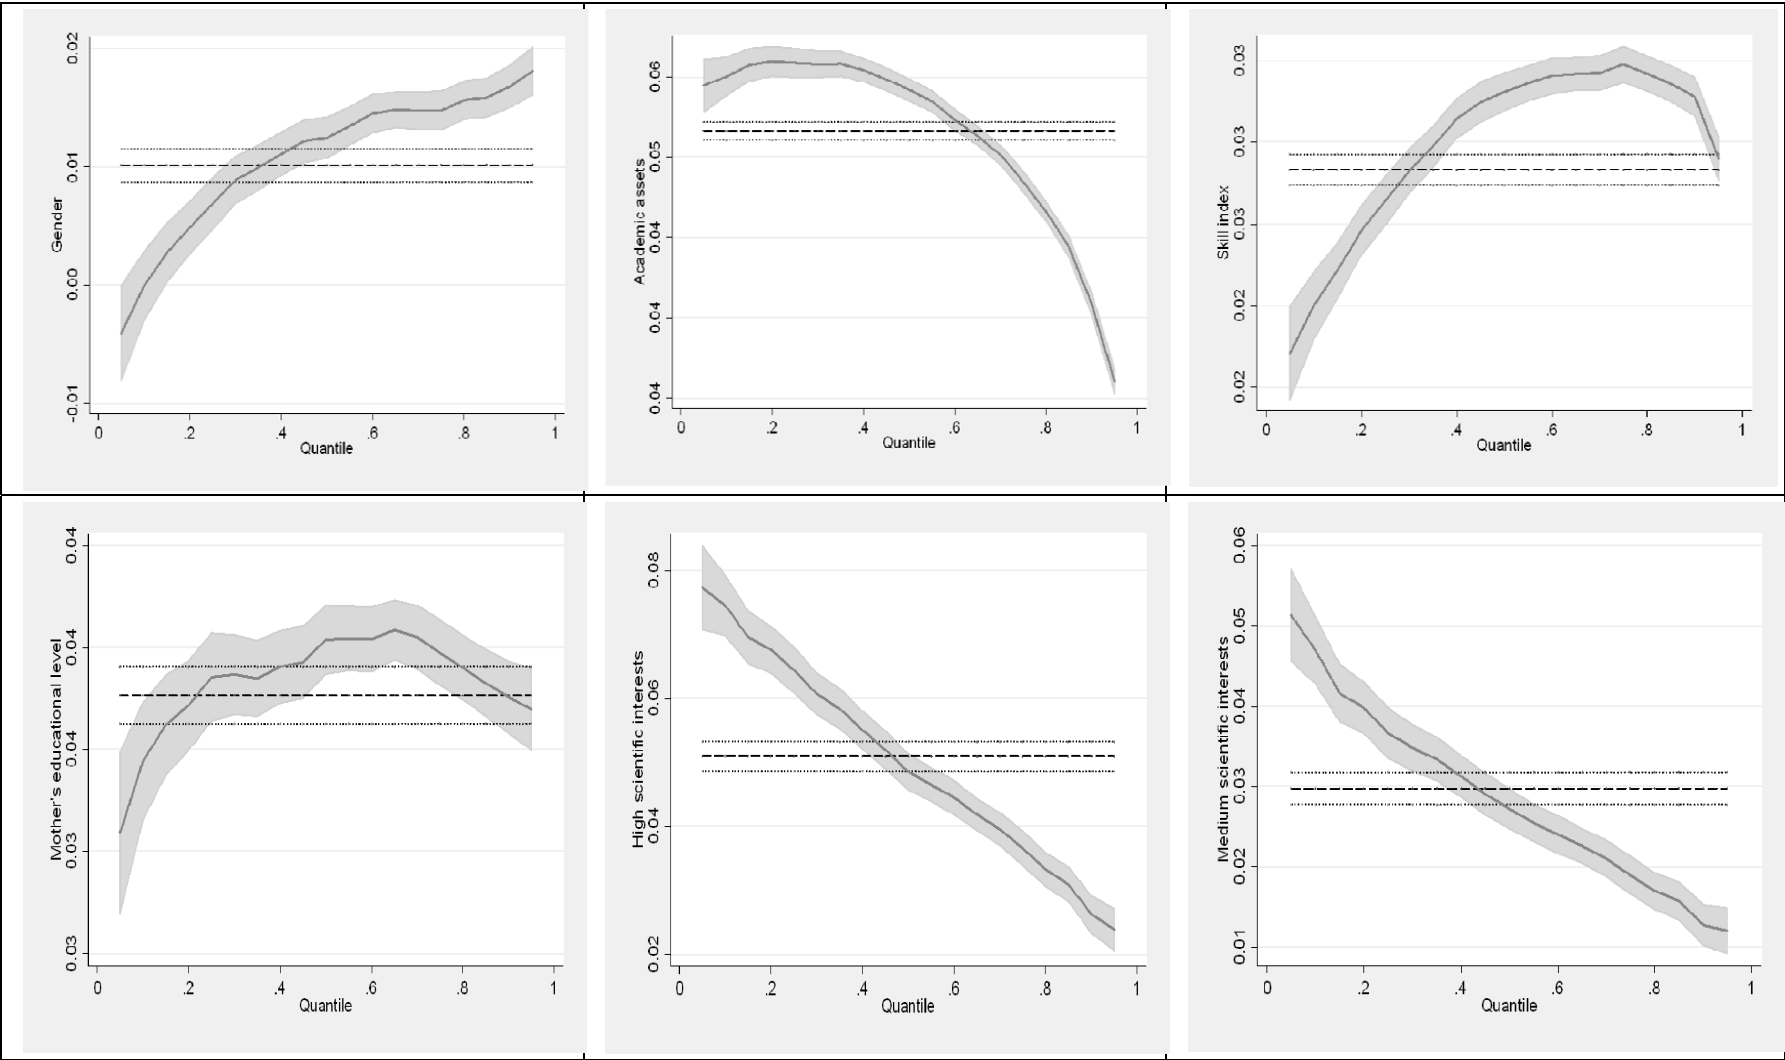 Gender
0.02
0.01
0.00
-0.01
0 .2 .4 .6 .8 1
Quantile
Academic assets
0.06
0.05
0.04
0.04
0.04
0 .2 .4 .6 .8 1
Quantile
Skill index
0.03
0.03
0.03
0.02
0.02
0 .2 .4 .6 .8 1
Quantile
Mother's educational level
0.04
0.04
0.04
0.03
0.03
0 .2 .4 .6 .8 1
Quantile
High scientific interests
0.08
0.06
0.04
0.02
0 .2 .4 .6 .8 1
Quantile
Medium scientific interests
0.06
0.05
0.04
0.03
0.02
0.01
0 .2 .4 .6 .8 1
Quantile